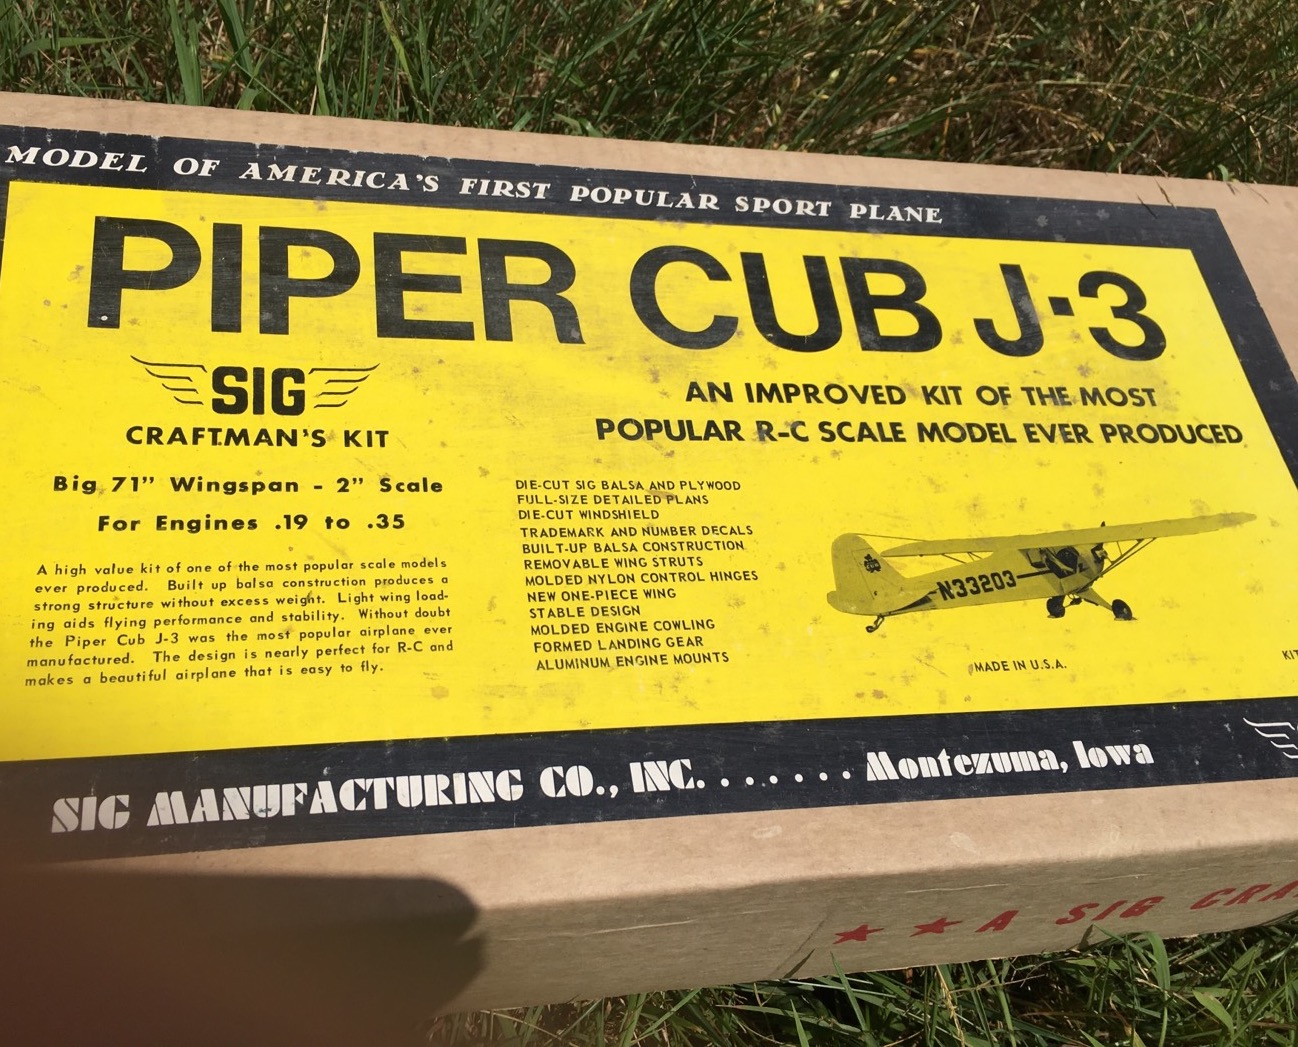 MODEL OF AMERICA'S FIRST POPULAR SPORT PLANE
PIPER CUB J-3
SIG
CRAFTMAN'S KIT
AN IMPROVED KIT OF THE MOST
POPULAR R-C SCALE MODEL EVER PRODUCED
Big 71" Wingspan - 2" Scale
For Engines .19 to .35
A high value kit of one of the most popular scale models
ever produced. Built up balsa construction produces a
strong structure without excess weight. Light wing load-
ing aids flying performance and stability. Without doubt
the Piper Cub J-3 was the most popular airplane ever
manufactured. The design is nearly perfect for R-C and
makes a beautiful airplane that is easy to fly.
DIE-CUT SIG BALSA AND PLYWOOD
FULL-SIZE DETAILED PLANS
DIE-CUT WINDSHIELD
TRADEMARK AND NUMBER DECALS
BUILT-UP BALSA CONSTRUCTION
REMOVABLE WING STRUTS
MOLDED NYLON CONTROL HINGES
NEW ONE-PIECE WING
STABLE DESIGN
MOLDED ENGINE COWLING
FORMED LANDING GEAR
ALUMINUM ENGINE MOUNTS
N33203
MADE IN U.S.A.
KIT
SIG MANUFACTURING CO., INC. . . . . . . . Montezuma, Iowa
A SIG CRA